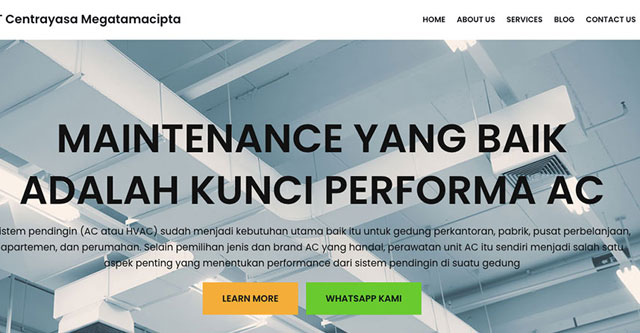 T Centrayasa Megatamacipta
HOME ABOUT US SERVICES BLOG CONTACT US
MAINTENANCE YANG BAIK
ADALAH KUNCI PERFORMA AC
istem pendingin (AC atau HVAC) sudah menjadi kebutuhan utama baik itu untuk gedung perkantoran, pabrik, pusat perbelanjaan,
apartemen, dan perumahan. Selain pemilihan jenis dan brand AC yang handal, perawatan unit AC itu sendiri menjadi salah satu
aspek penting yang menentukan performance dari sistem pendingin di suatu gedung
LEARN MORE WHATSAPP KAMI